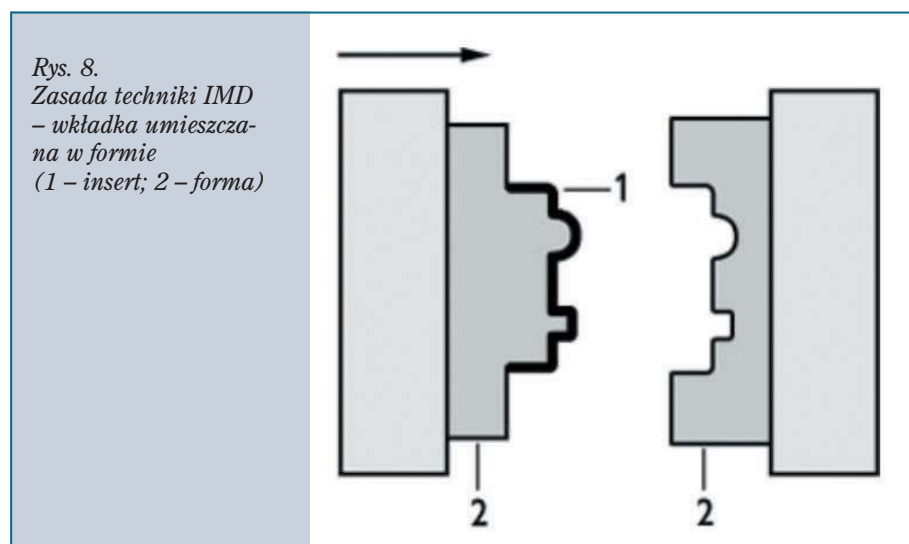 Rys. 8.
Zasada techniki IMD
– wkładka umieszcza-
na w formie
(1 – insert; 2 – forma)
1
2
2